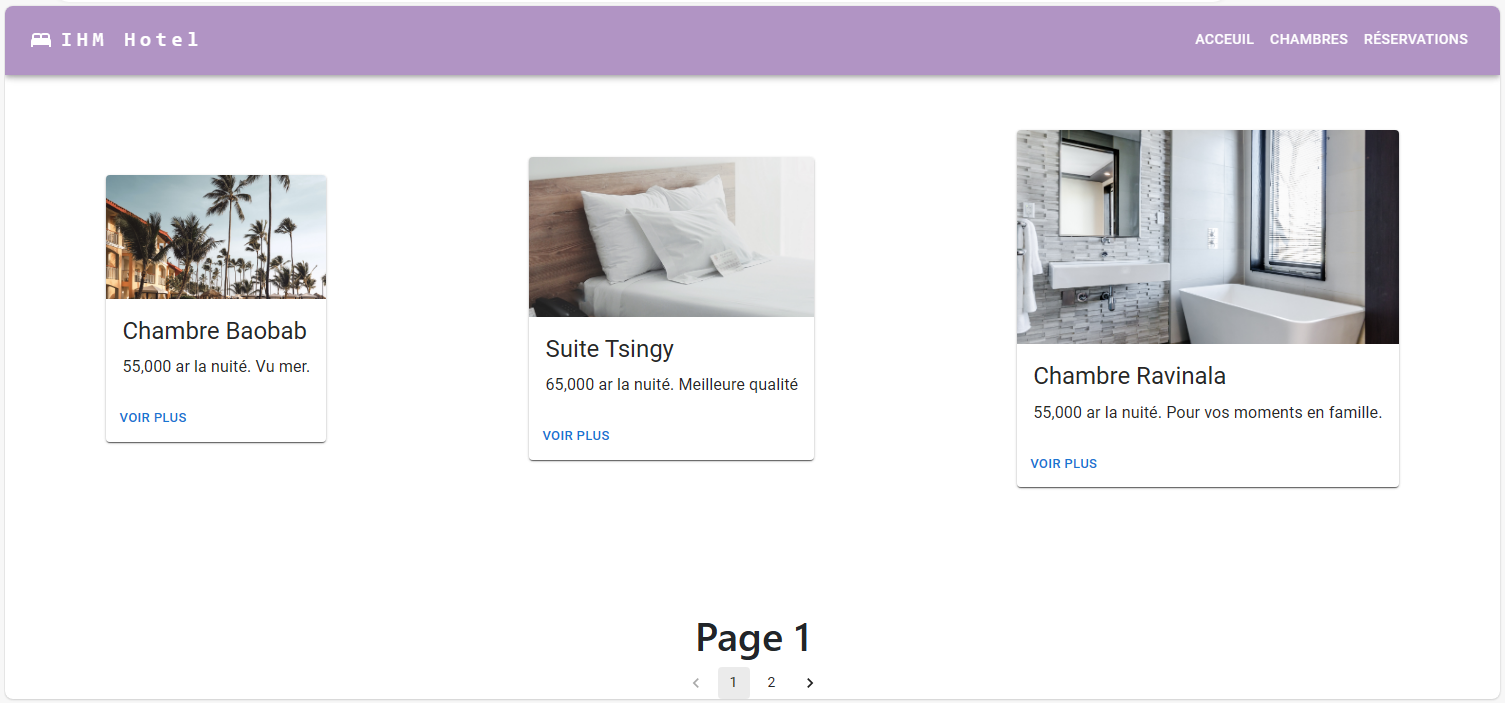 IHM Hotel
ACCEUIL CHAMBRES RÉSERVATIONS
Chambre Baobab
55,000 ar la nuité. Vu mer.
VOIR PLUS
Suite Tsingy
65,000 ar la nuité. Meilleure qualité
VOIR PLUS
Chambre Ravinala
55,000 ar la nuité. Pour vos moments en famille.
VOIR PLUS
Page 1
1 2